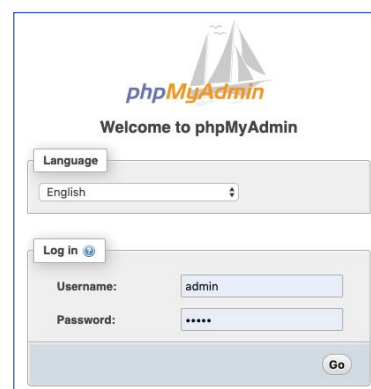 phpMyAdmin
Welcome to phpMyAdmin
Language
English
Log in
Username: admin
Password: •••••
Go